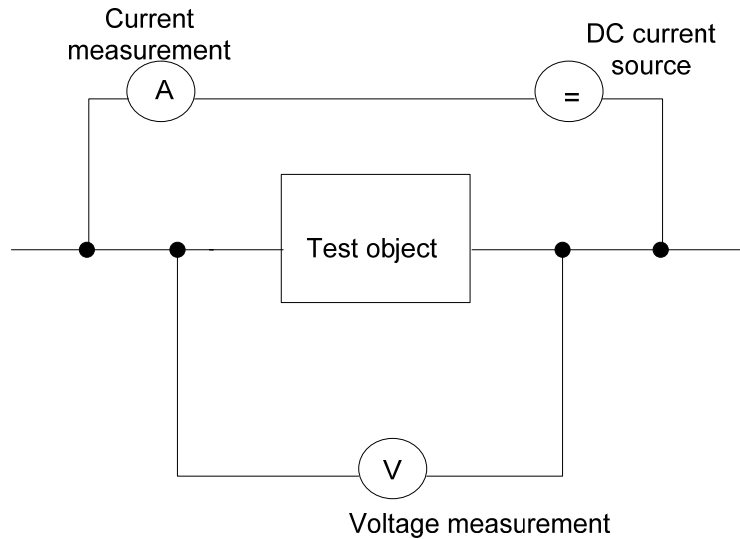 Current
measurement
DC current
source
A
=
Test object
V
Voltage measurement